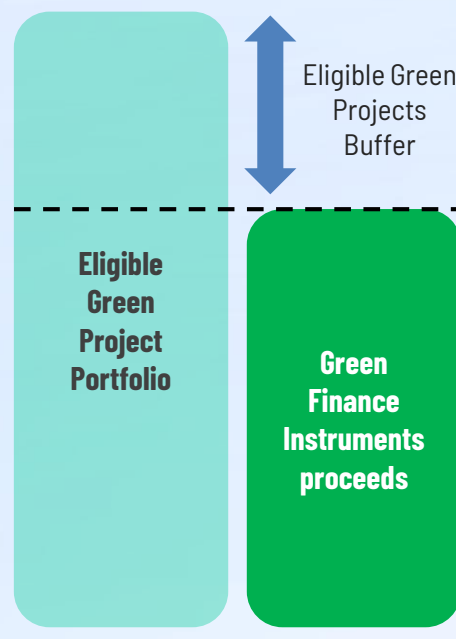 Eligible Green
Projects
Buffer
Eligible
Green
Project
Portfolio
Green
Finance
Instruments
proceeds